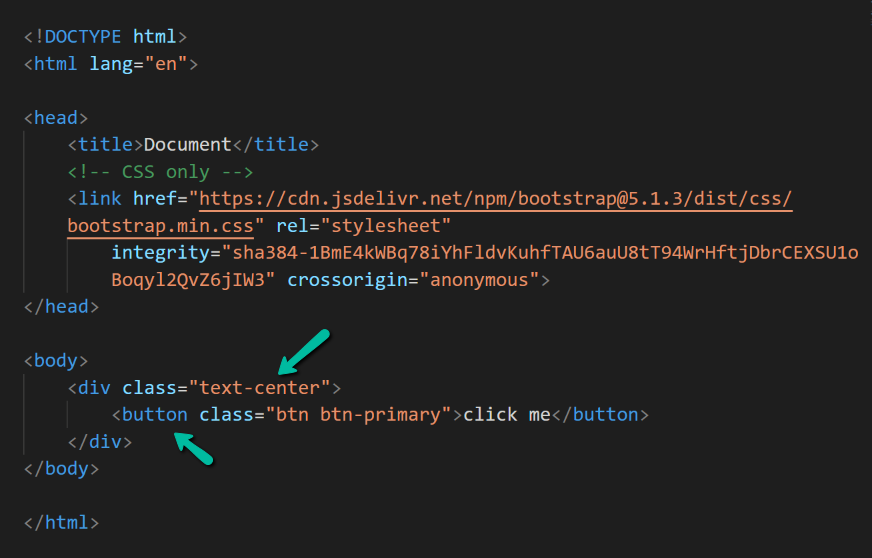 <!DOCTYPE html>
<html lang="en">
<head>
<title>Document</title>
<!-- CSS only -->
<link href="https://cdn.jsdelivr.net/npm/bootstrap@5.1.3/dist/css/
bootstrap.min.css" rel="stylesheet"
integrity="sha384-1BmE4kWBq78iYhFldvKuhfTAU6auU8tT94WrHftjDbrCEXSU1o
Boqyl2QvZ6jIW3" crossorigin="anonymous">
</head>
<body>
<div class="text-center">
<button class="btn btn-primary">click me</button>
</div>
</body>
</html>